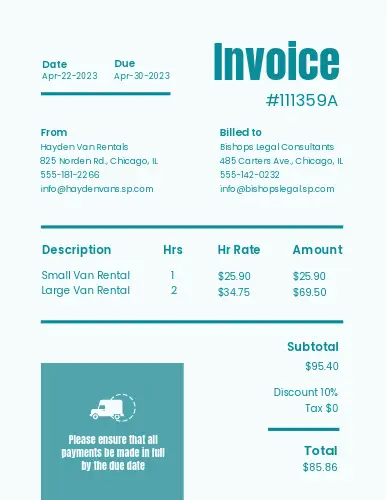 Invoice
#111359A
Date Due
Apr-22-2023 Apr-30-2023
From
Hayden Van Rentals
825 Norden Rd., Chicago, IL
555-181-2266
info@haydenvans.sp.com
Billed to
Bishops Legal Consultants
485 Carters Ave., Chicago, IL
555-142-0232
info@bishopslegal.sp.com
Description Hrs Hr Rate Amount
Small Van Rental 1 $25.90 $25.90
Large Van Rental 2 $34.75 $69.50
Subtotal
$95.40
Discount 10%
Tax $0
Total
$85.86
Please ensure that all
payments be made in full
by the due date